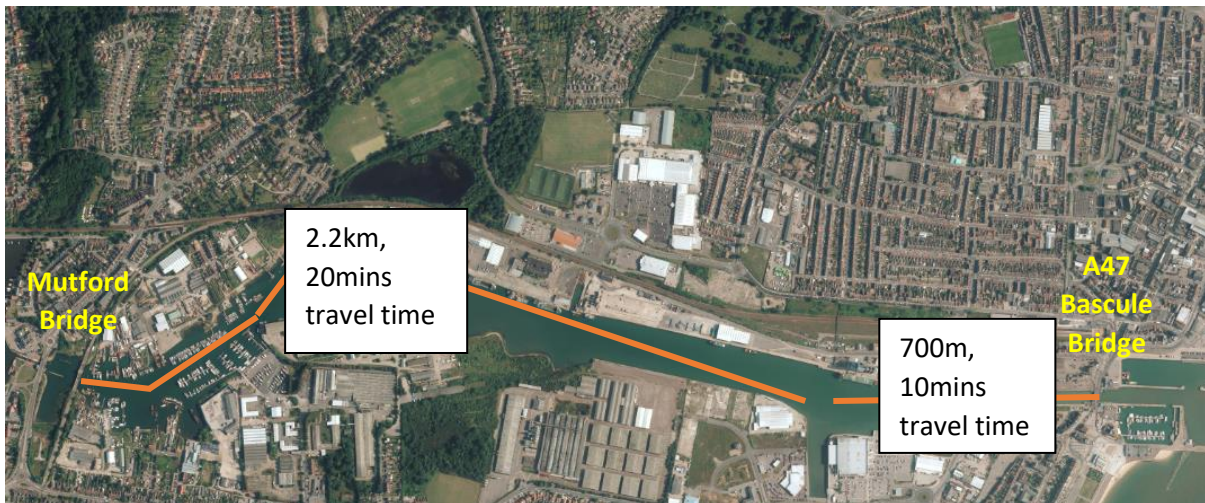 Mutford
Bridge
2.2km,
20mins
travel time
700m,
10mins
travel time
A47
Bascule
Bridge